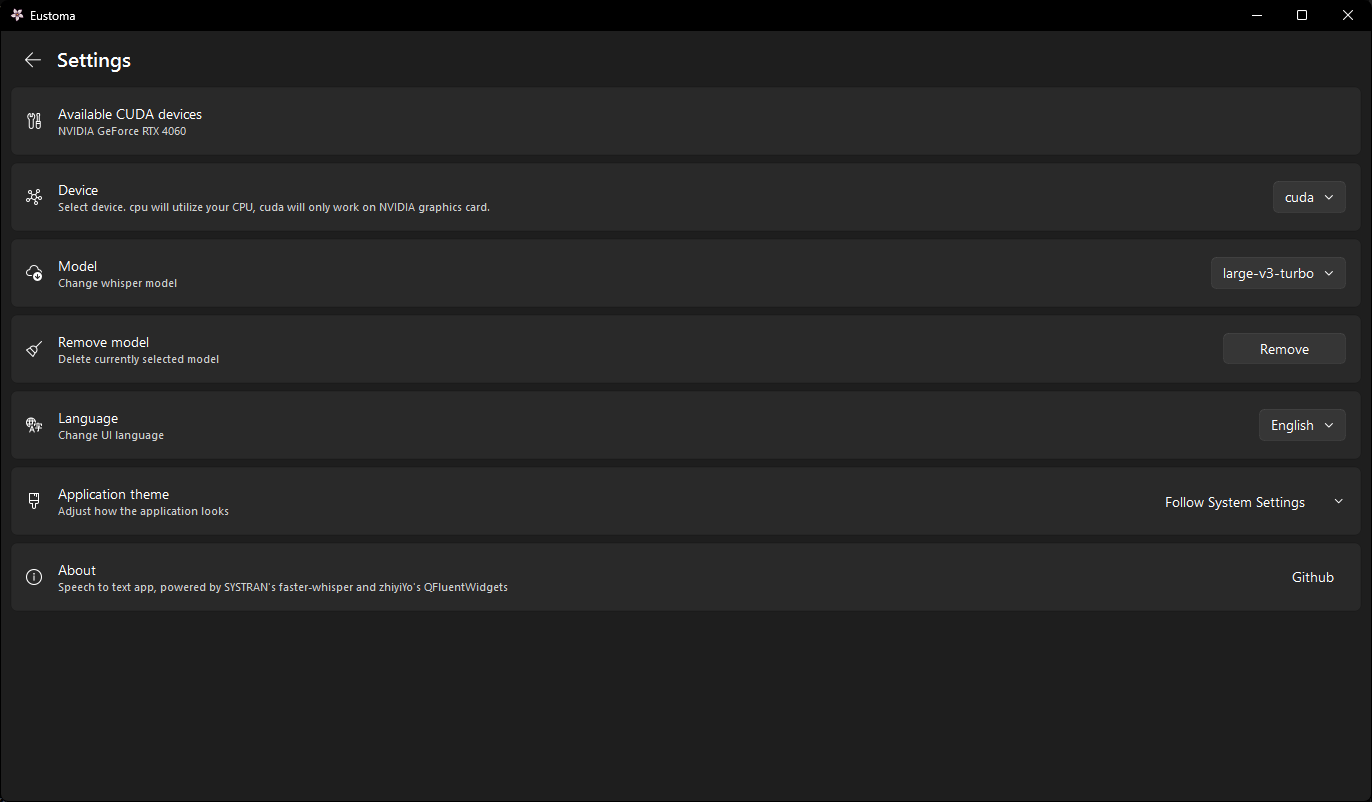 Eustoma
Settings
Available CUDA devices
NVIDIA GeForce RTX 4060
Device
Select device. cpu will utilize your CPU, cuda will only work on NVIDIA graphics card.
cuda
Model
Change whisper model
large-v3-turbo
Remove model
Delete currently selected model
Remove
Language
Change UI language
English
Application theme
Adjust how the application looks
Follow System Settings
About
Speech to text app, powered by SYSTRAN's faster-whisper and zhiyiYo's QFluentWidgets
Github